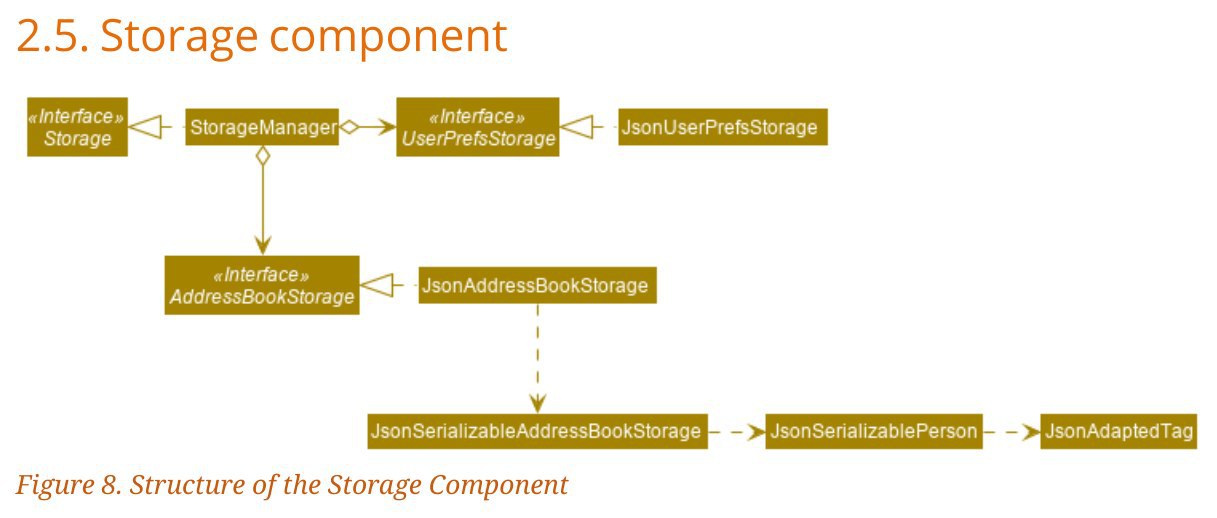 2.5. Storage component
«Interface»
Storage
StorageManager
«Interface»
UserPrefsStorage
JsonUserPrefsStorage
«Interface»
AddressBookStorage
JsonAddressBookStorage
JsonSerializableAddressBookStorage
JsonSerializablePerson
JsonAdaptedTag
Figure 8. Structure of the Storage Component